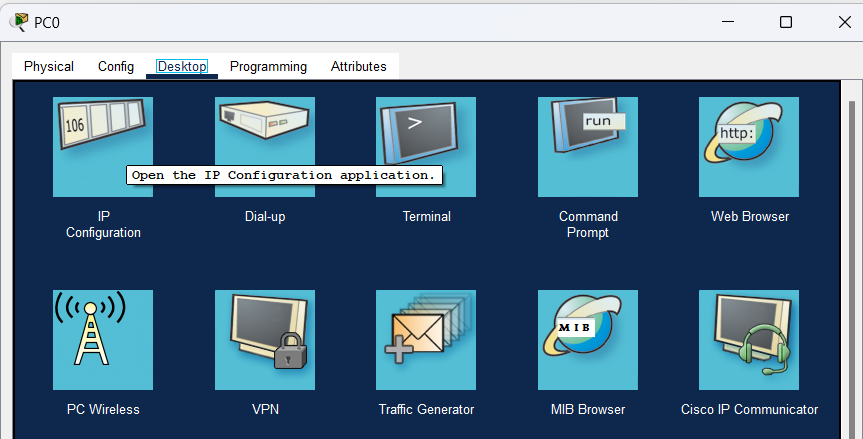 PC0
Physical Config Desktop Programming Attributes
106
>
run
http:
Open the IP Configuration application.
IP
Configuration
Dial-up
Terminal
Command
Prompt
Web Browser
MIB
PC Wireless
VPN
Traffic Generator
MIB Browser
Cisco IP Communicator